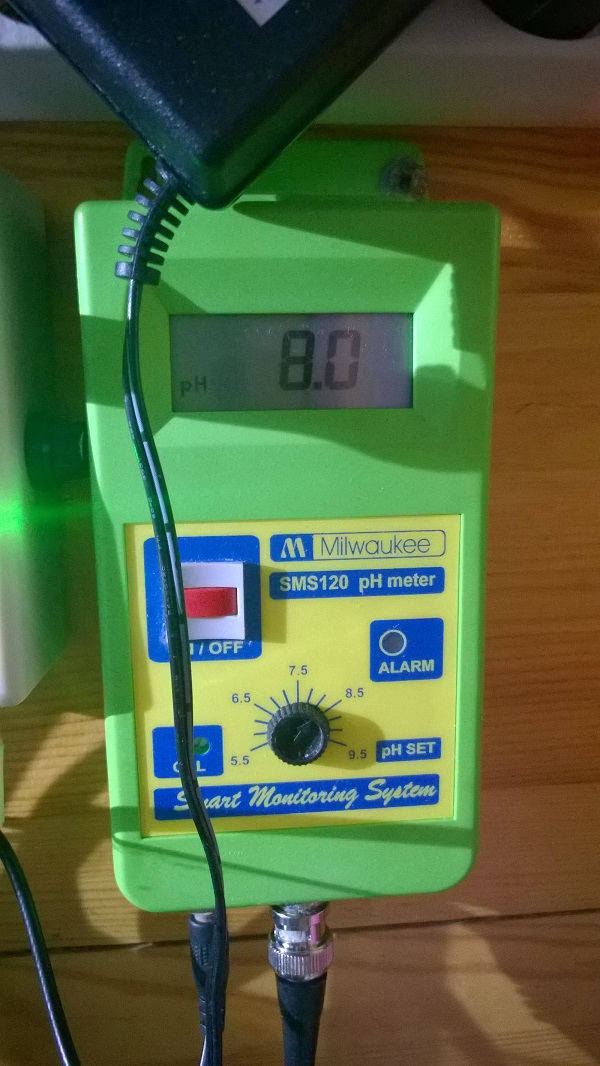 8.0
pH
Milwaukee
SMS120 pH meter
/ OFF
ALARM
7.5
6.5
8.5
5.5
9.5
pH SET
Smart Monitoring System